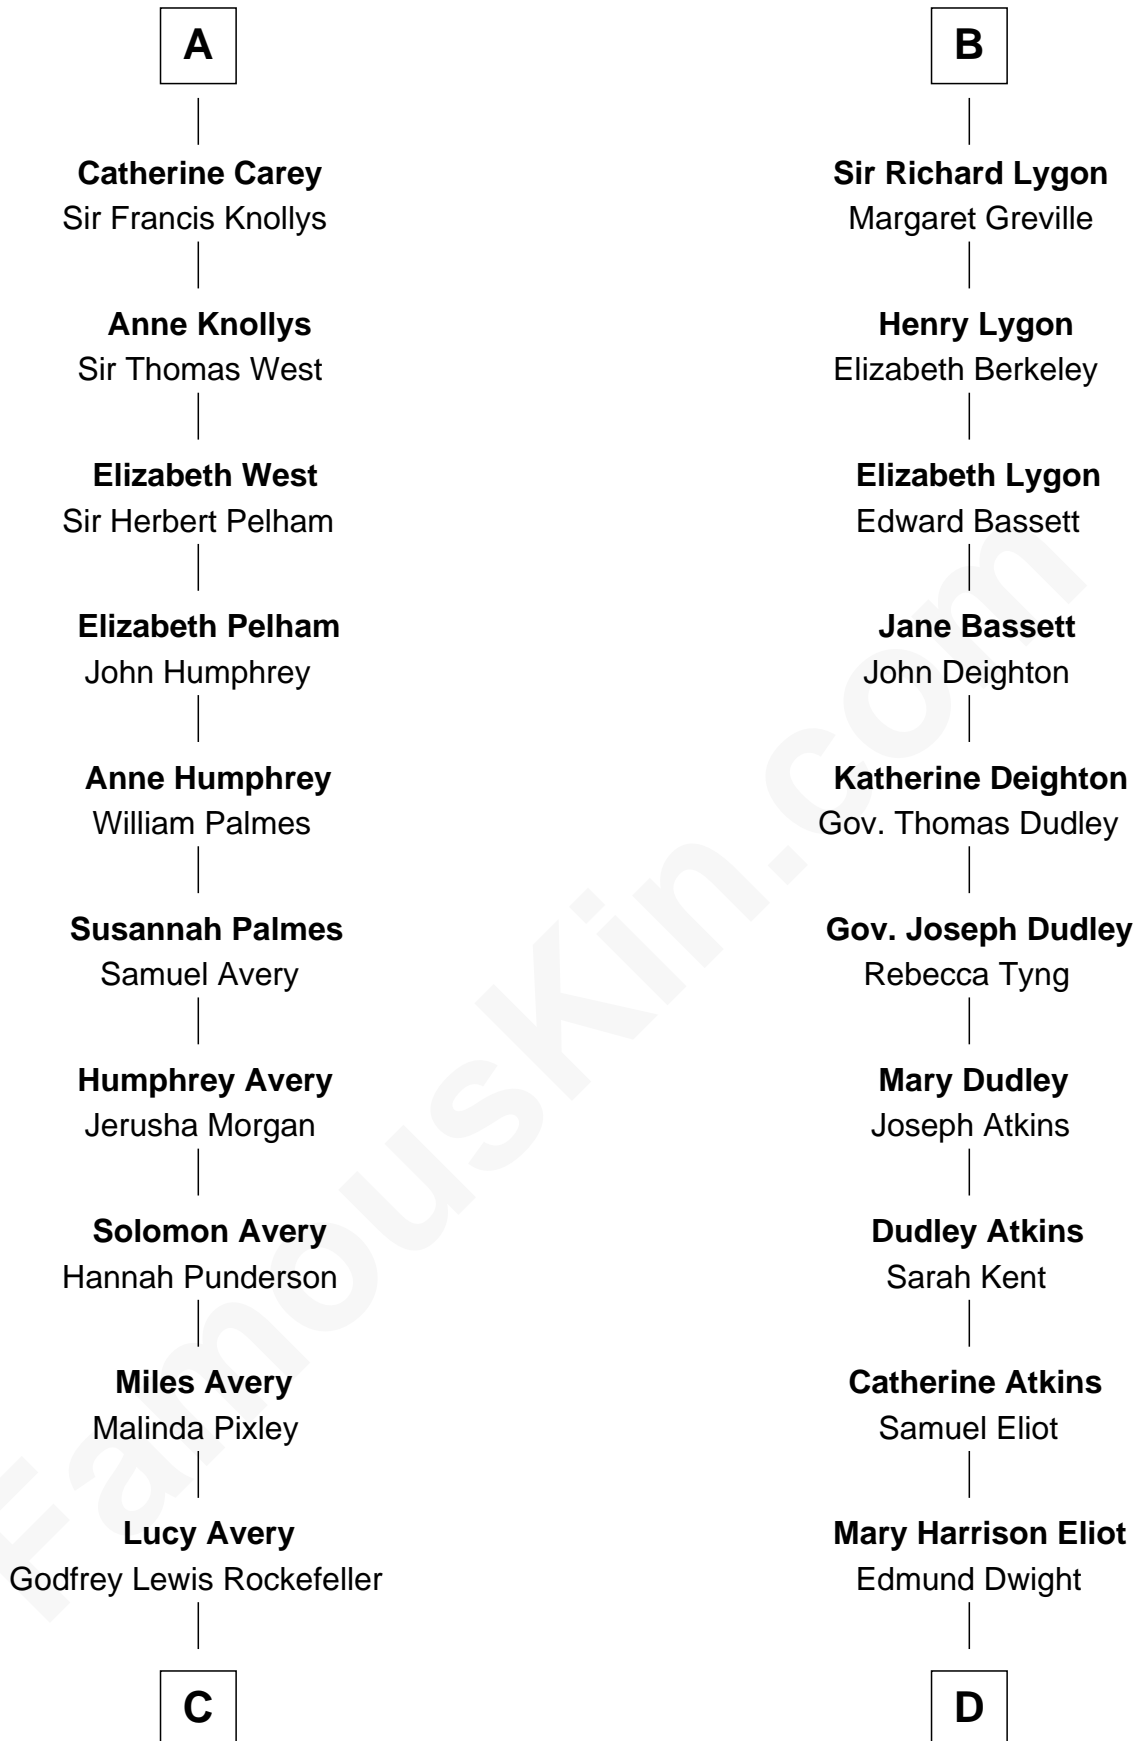 A
Catherine Carey
Sir Francis Knollys
Anne Knollys
Sir Thomas West
Elizabeth West
Sir Herbert Pelham
Elizabeth Pelham
John Humphrey
Anne Humphrey
William Palmes
Susannah Palmes
Samuel Avery
Humphrey Avery
Jerusha Morgan
Solomon Avery
Hannah Punderson
Miles Avery
Malinda Pixley
Lucy Avery
Godfrey Lewis Rockefeller
C
B
Sir Richard Lygon
Margaret Greville
Henry Lygon
Elizabeth Berkeley
Elizabeth Lygon
Edward Bassett
Jane Bassett
John Deighton
Katherine Deighton
Gov. Thomas Dudley
Gov. Joseph Dudley
Rebecca Tyng
Mary Dudley
Joseph Atkins
Dudley Atkins
Sarah Kent
Catherine Atkins
Samuel Eliot
Mary Harrison Eliot
Edmund Dwight
D
FamousKin.com